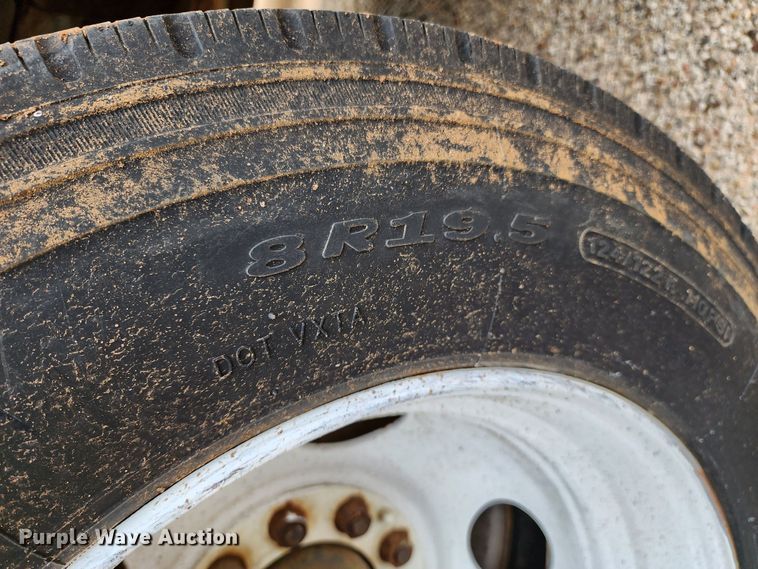 8R19.5
DOT VXTA
Purple Wave Auction®